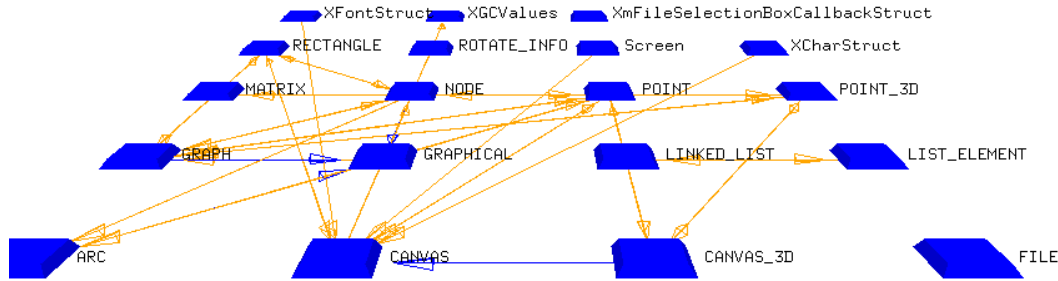 XFontStruct XGCValues XmFileSelectionBoxCallbackStruct
RECTANGLE ROTATE_INFO Screen XCharStruct
MATRIX NODE POINT POINT_3D
GRAPH GRAPHICAL LINKED_LIST LIST_ELEMENT
ARC CANVAS CANVAS_3D FILE